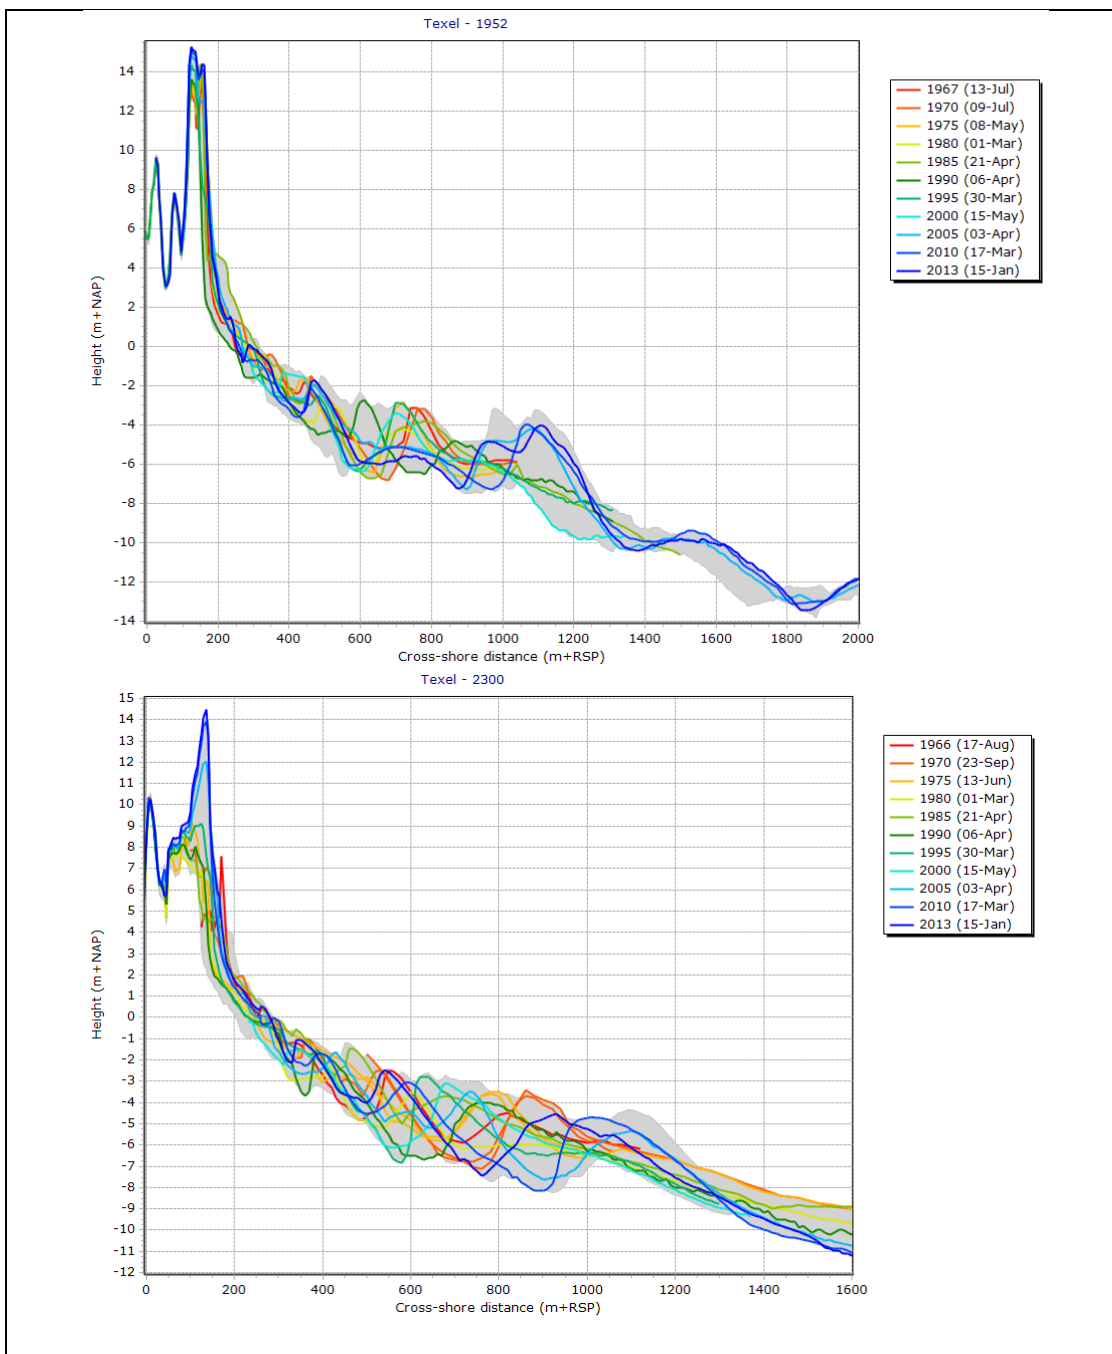 Texel - 1952
Height (m+NAP)
14
12
10
8
6
4
2
0
-2
-4
-6
-8
-10
-12
-14
0 200 400 600 800 1000 1200 1400 1600 1800 2000
Cross-shore distance (m+RSP)
1967 (13-Jul)
1970 (09-Jul)
1975 (08-May)
1980 (01-Mar)
1985 (21-Apr)
1990 (06-Apr)
1995 (30-Mar)
2000 (15-May)
2005 (03-Apr)
2010 (17-Mar)
2013 (15-Jan)
Texel - 2300
Height (m+NAP)
15
14
13
12
11
10
9
8
7
6
5
4
3
2
1
0
-1
-2
-3
-4
-5
-6
-7
-8
-9
-10
-11
-12
0 200 400 600 800 1000 1200 1400 1600
Cross-shore distance (m+RSP)
1966 (17-Aug)
1970 (23-Sep)
1975 (13-Jun)
1980 (01-Mar)
1985 (21-Apr)
1990 (06-Apr)
1995 (30-Mar)
2000 (15-May)
2005 (03-Apr)
2010 (17-Mar)
2013 (15-Jan)